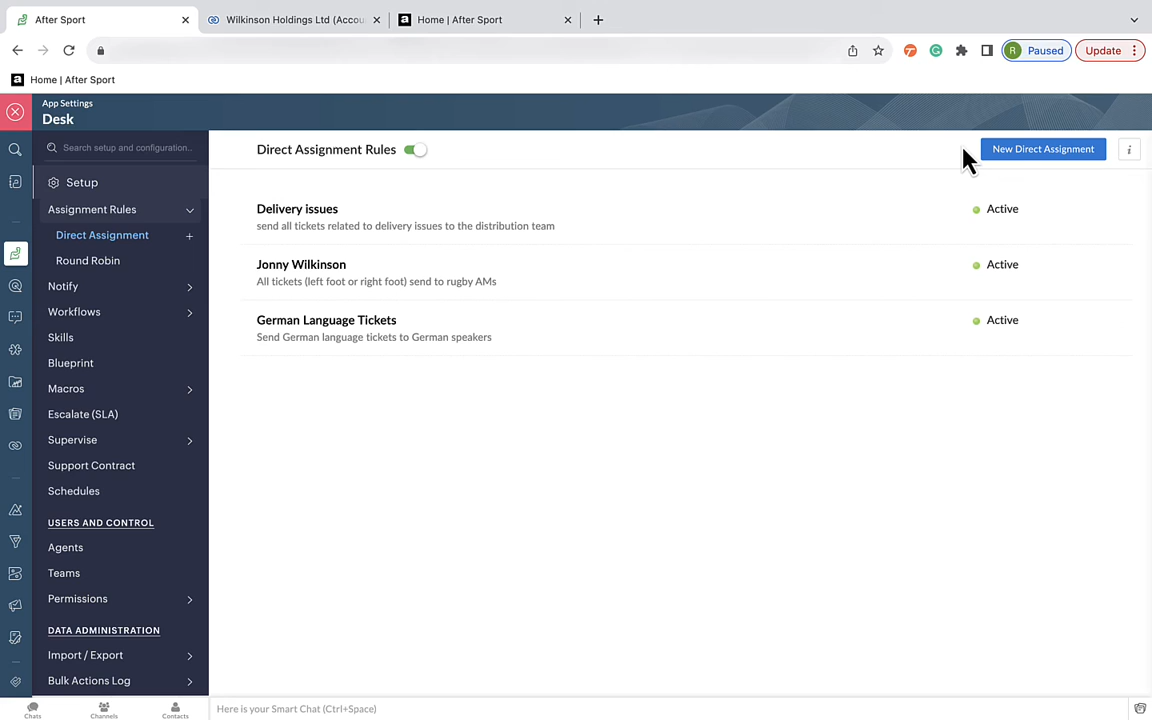 After Sport
Wilkinson Holdings Ltd (Accou
Home | After Sport
R
Paused
Update
Home | After Sport
App Settings
Desk
Search setup and configuration..
Direct Assignment Rules
New Direct Assignment
i
Setup
Assignment Rules
Direct Assignment
Round Robin
Notify
Workflows
Skills
Blueprint
Macros
Escalate (SLA)
Supervise
Support Contract
Schedules
USERS AND CONTROL
Agents
Teams
Permissions
DATA ADMINISTRATION
Import / Export
Bulk Actions Log
Delivery issues
Active
send all tickets related to delivery issues to the distribution team
Jonny Wilkinson
Active
All tickets (left foot or right foot) send to rugby AMs
German Language Tickets
Active
Send German language tickets to German speakers
Chats
Channels
Contacts
Here is your Smart Chat (Ctrl+Space)